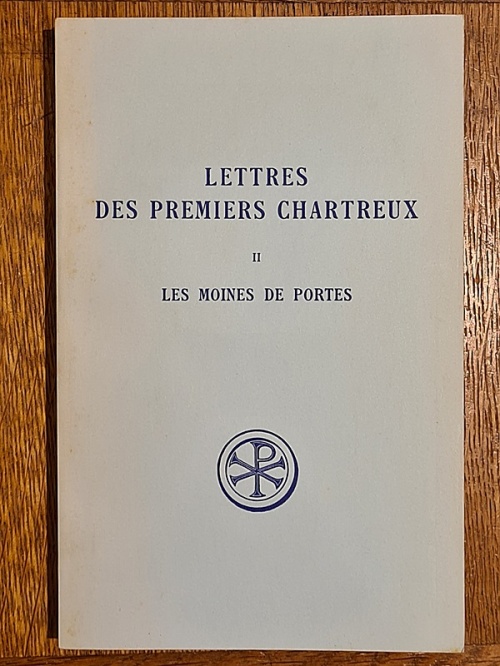 LETTRES
DES PREMIERS CHARTREUX
II
LES MOINES DE PORTES